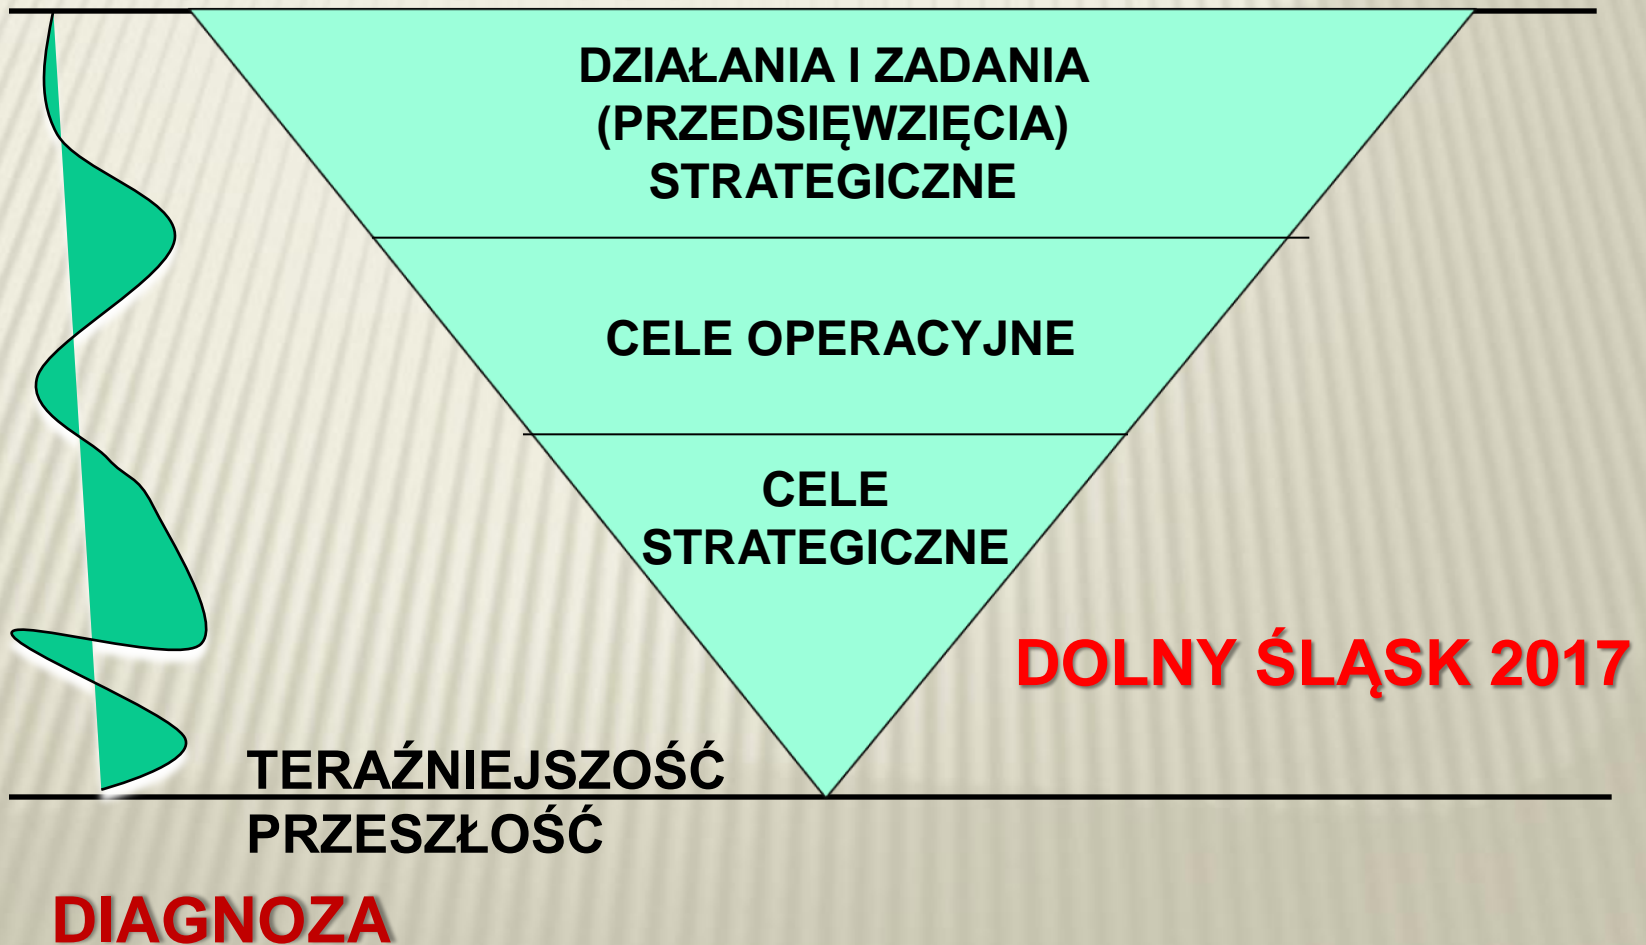 DZIAŁANIA I ZADANIA
(PRZEDSIĘWZIĘCIA)
STRATEGICZNE
CELE OPERACYJNE
CELE
STRATEGICZNE
DOLNY ŚLĄSK 2017
TERAŹNIEJSZOŚĆ
PRZESZŁOŚĆ
DIAGNOZA